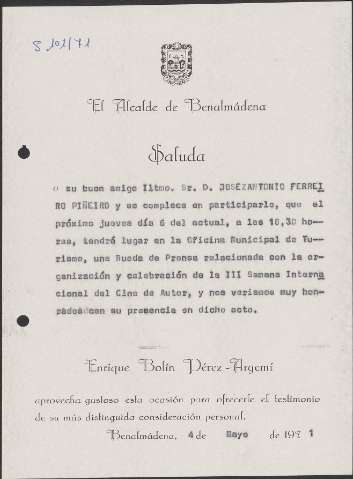 S 101/71
El Alcalde de Benalmádena
Saluda
a su buen amigo Iltmo. Sr. D. JOSÉ ANTONIO FERREI
RO PIÑEIRO y se complace en participarle, que el
próximo jueves día 6 del actual, a las 18,30 ho--
ras, tendrá lugar en la Oficina Municipal de Tu--
rismo, una Rueda de Prensa relacionada con la or-
ganización y celebración de la III Semana Interna
cional del Cine de Autor, y nos veríamos muy hon-
rados con su presencia en dicho acto.
Enrique Bolín Pérez-Argemí
aprovecha gustoso esta ocasión para ofrecerle el testimonio
de su más distinguida consideración personal.
Benalmádena, 4 de Mayo de 1971